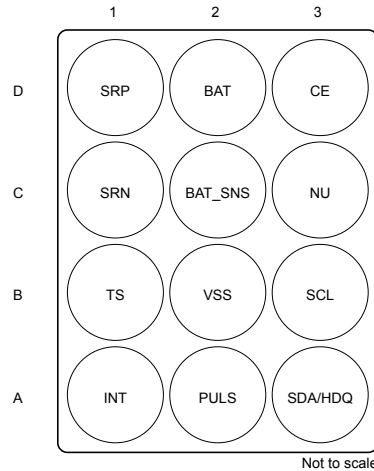 1 2 3
D SRP BAT CE
C SRN BAT_SNS NU
B TS VSS SCL
A INT PULS SDA/HDQ
Not to scale